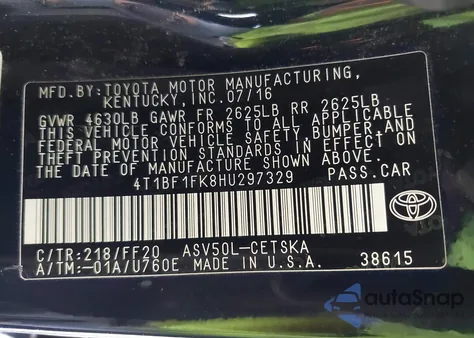 MFD.BY:TOYOTA MOTOR MANUFACTURING,
KENTUCKY,INC.07/16
GVWR 4630LB GAWR FR 2625LB RR 2625LB
THIS VEHICLE CONFORMS TO ALL APPLICABLE
FEDERAL MOTOR VEHICLE SAFETY,BUMPER,AND
THEFT PREVENTION STANDARDS IN EFFECT ON
THE DATE OF MANUFACTURE SHOWN ABOVE.
4T1BF1FK8HU297329 PASS.CAR
C/TR:218/FF20 ASV50L-CETSKA
A/TM:-01A/U760E MADE IN U.S.A. 38615
TOYOTA
autoSnap